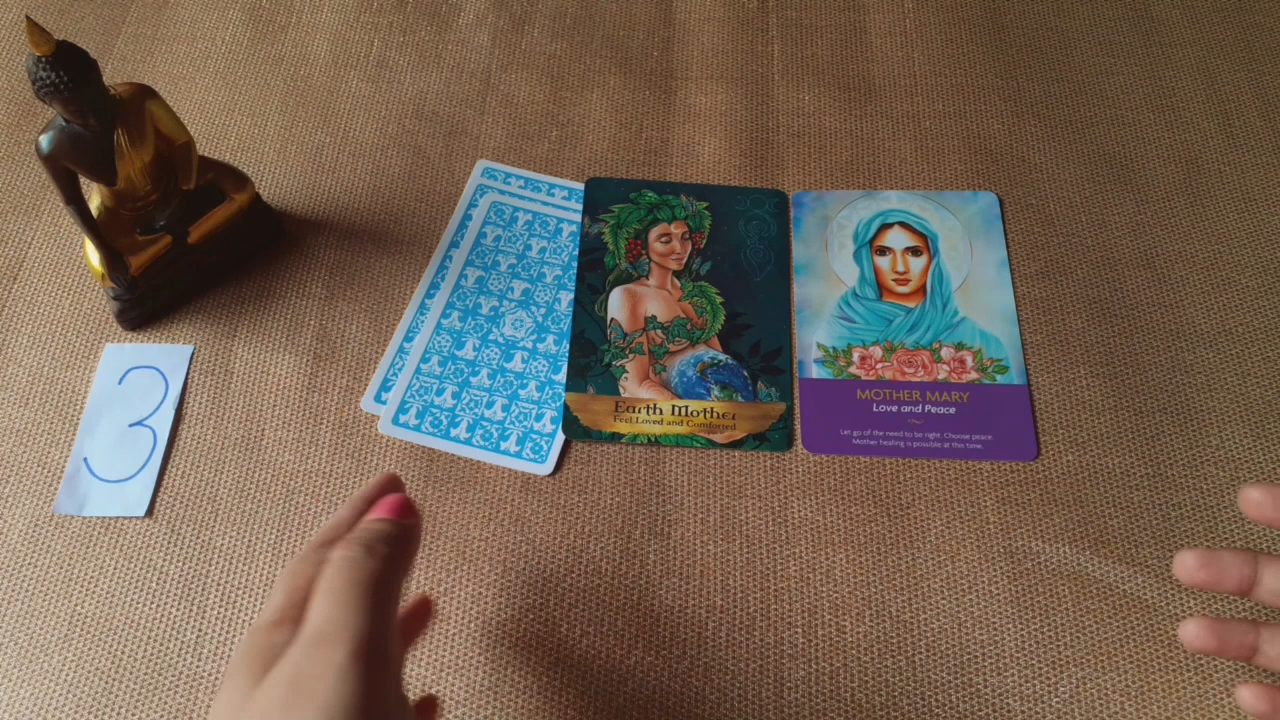 3
Earth Mother
Feel Loved and Comforted
MOTHER MARY
Love and Peace
Let go of the need to be right. Choose peace.
Mother healing is possible at this time.